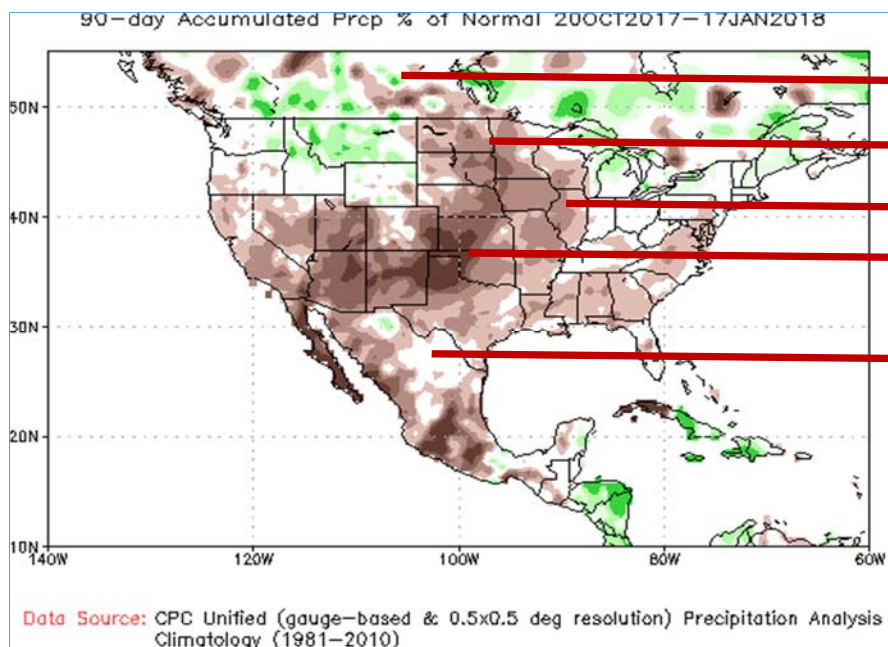 90-day Accumulated Prcp % of Normal 20OCT2017-17JAN2018
50N
40N
30N
20N
10N
140W 120W 100W 80W 60W
Data Source: CPC Unified (gauge-based & 0.5x0.5 deg resolution) Precipitation Analysis
Climatology (1981-2010)